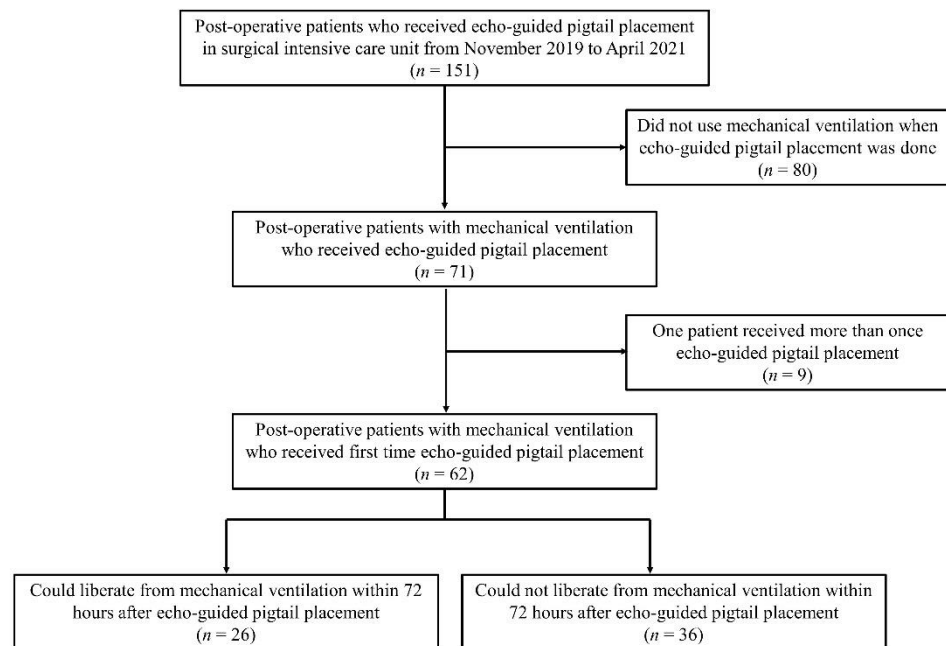 Post-operative patients who received echo-guided pigtail placement
in surgical intensive care unit from November 2019 to April 2021
(n = 151)
Did not use mechanical ventilation when
echo-guided pigtail placement was done
(n = 80)
Post-operative patients with mechanical ventilation
who received echo-guided pigtail placement
(n = 71)
One patient received more than once
echo-guided pigtail placement
(n = 9)
Post-operative patients with mechanical ventilation
who received first time echo-guided pigtail placement
(n = 62)
Could liberate from mechanical ventilation within 72
hours after echo-guided pigtail placement
(n = 26)
Could not liberate from mechanical ventilation within
72 hours after echo-guided pigtail placement
(n = 36)